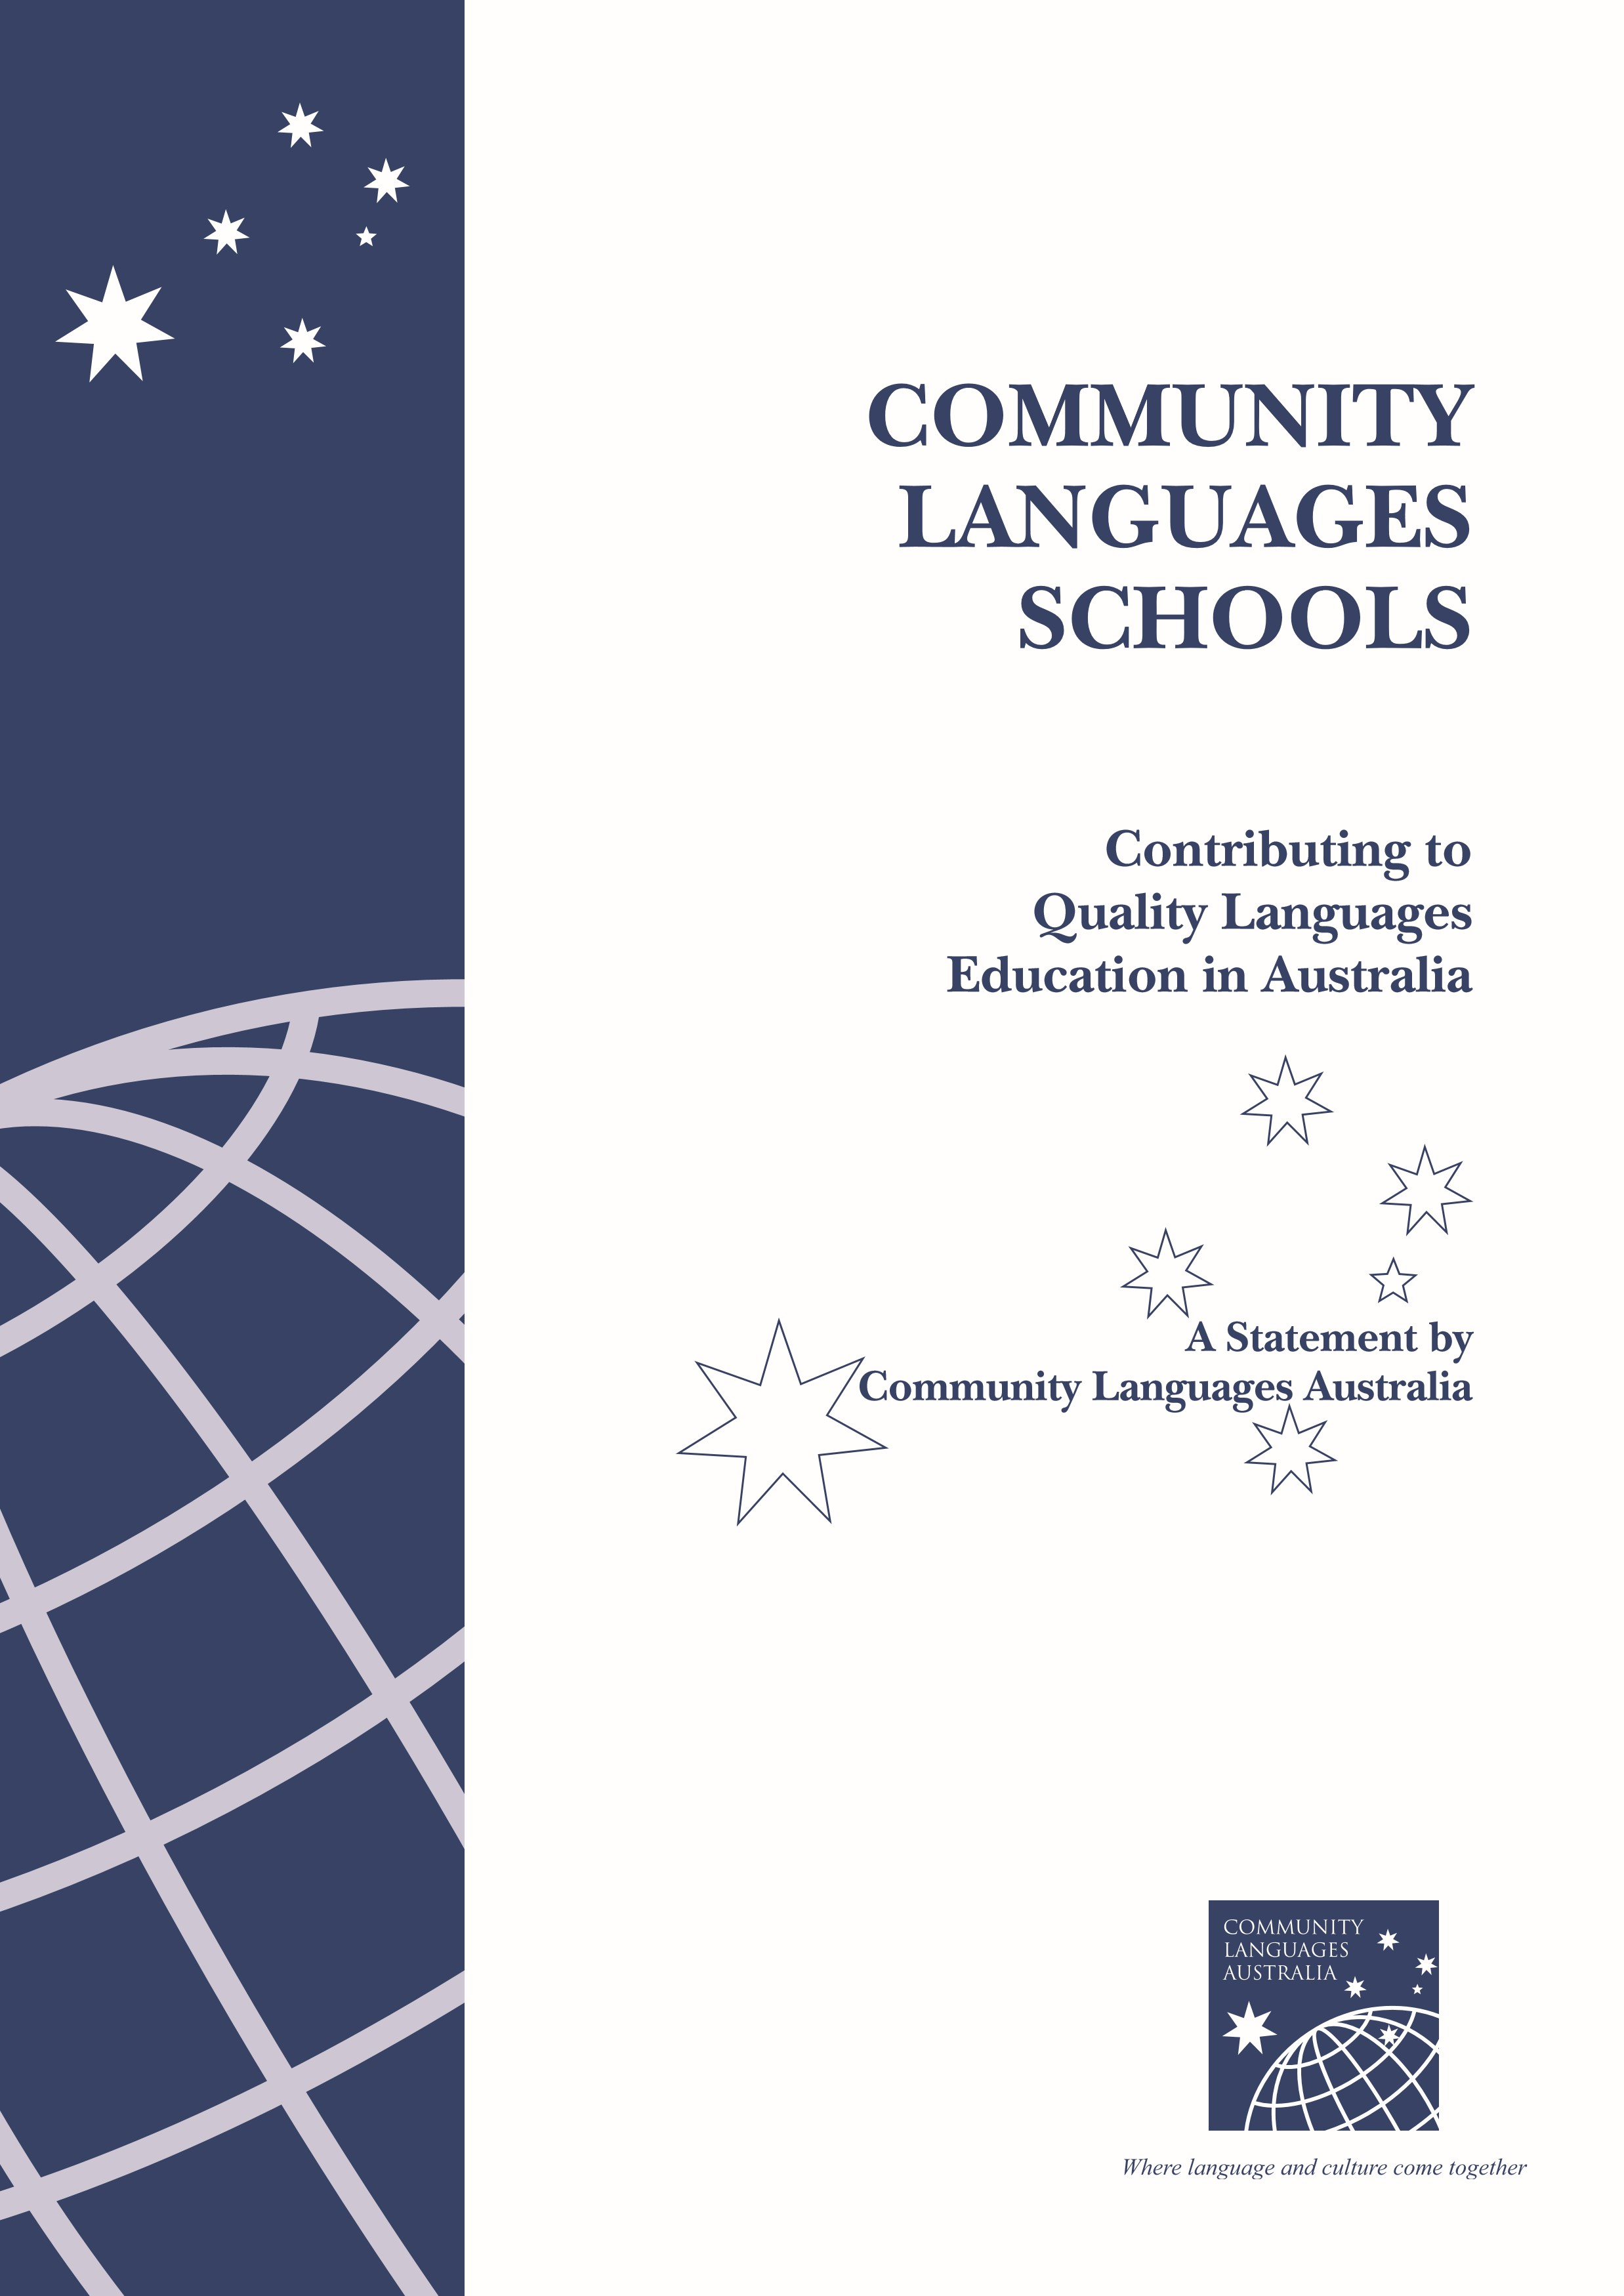 COMMUNITY
LANGUAGES
SCHOOLS
Contributing to
Quality Languages
Education in Australia
A Statement by
Community Languages Australia
COMMUNITY
LANGUAGES
AUSTRALIA
Where language and culture come together